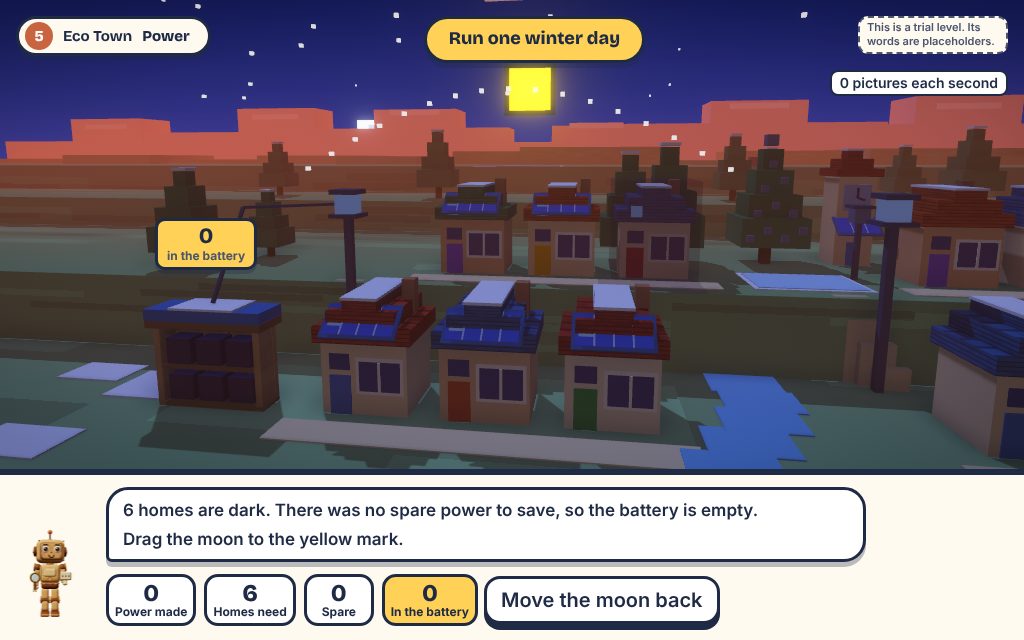 5 Eco Town Power
Run one winter day
This is a trial level. Its
words are placeholders.
0 pictures each second
0
in the battery
6 homes are dark. There was no spare power to save, so the battery is empty.
Drag the moon to the yellow mark.
0
Power made
6
Homes need
0
Spare
0
In the battery
Move the moon back